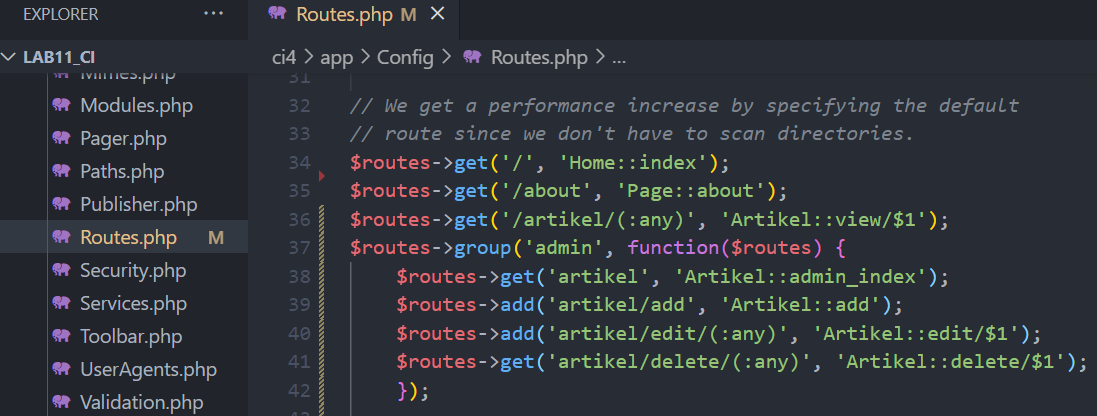 EXPLORER ...
LAB11_CI
Mimes.php
Modules.php
Pager.php
Paths.php
Publisher.php
Routes.php M
Security.php
Services.php
Toolbar.php
UserAgents.php
Validation.php
Routes.php M ×
ci4 > app > Config > Routes.php > ...
31
32 // We get a performance increase by specifying the default
33 // route since we don't have to scan directories.
34 $routes->get('/', 'Home::index');
35 $routes->get('/about', 'Page::about');
36 $routes->get('/artikel/(:any)', 'Artikel::view/$1');
37 $routes->group('admin', function($routes) {
38 $routes->get('artikel', 'Artikel::admin_index');
39 $routes->add('artikel/add', 'Artikel::add');
40 $routes->add('artikel/edit/(:any)', 'Artikel::edit/$1');
41 $routes->get('artikel/delete/(:any)', 'Artikel::delete/$1');
42 });